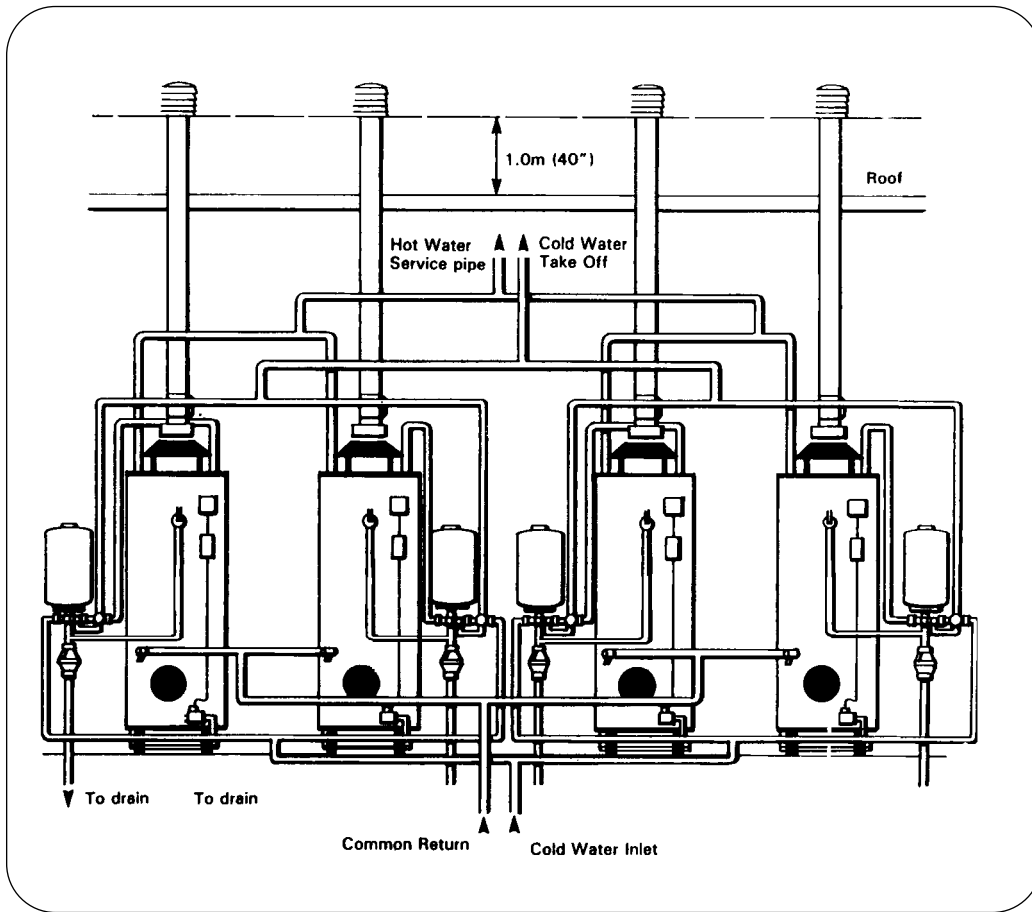 1.0m (40")
Roof
Hot Water
Service pipe
Cold Water
Take Off
To drain
To drain
Common Return
Cold Water Inlet